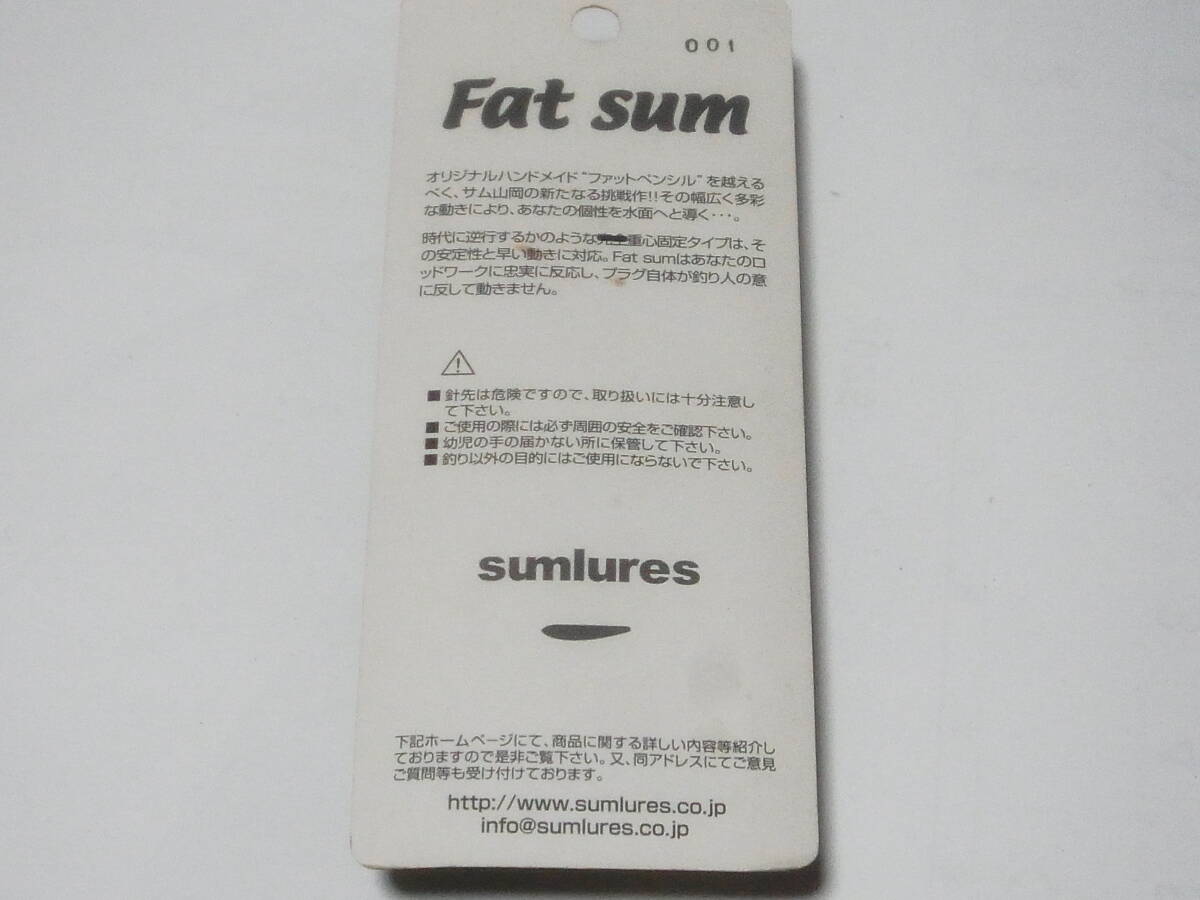 001
Fat sum
オリジナルハンドメイド“ファットペンシル”を越える
べく、サム山岡の新たなる挑戦作!!その幅広く多彩
な動きにより、あなたの個性を水面へと導く・・・。
時代に逆行するかのような重心固定タイプは、そ
の安定性と早い動きに対応。Fat sumはあなたのロ
ッドワークに忠実に反応し、プラグ自体が釣り人の意
に反して動きません。
■ 針先は危険ですので、取り扱いには十分注意し
て下さい。
■ ご使用の際には必ず周囲の安全をご確認下さい。
■ 幼児の手の届かない所に保管して下さい。
■ 釣り以外の目的にはご使用にならないで下さい。
sumlures
下記ホームページにて、商品に関する詳しい内容等紹介し
ておりますので是非ご覧下さい。又、同アドレスにてご意見
ご質問等も受け付けております。
http://www.sumlures.co.jp
info@sumlures.co.jp